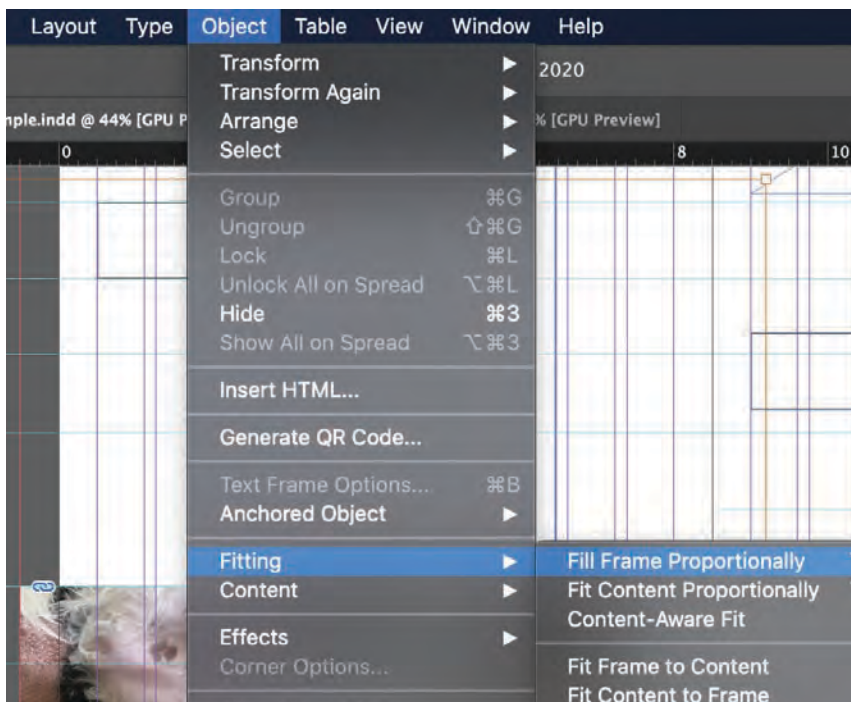 Layout Type Object Table View Window Help
Transform ▶ 2020
Transform Again ▶
nple.indd @ 44% [GPU P Arrange ▶ % [GPU Preview]
0 Select ▶ 8 10
Group ⌘G
Ungroup ⇧⌘G
Lock ⌘L
Unlock All on Spread ⌥⌘L
Hide ⌘3
Show All on Spread ⌥⌘3
Insert HTML...
Generate QR Code...
Text Frame Options... ⌘B
Anchored Object ▶
Fitting ▶ Fill Frame Proportionally
Content ▶ Fit Content Proportionally
Content-Aware Fit
Effects ▶
Corner Options... Fit Frame to Content
Fit Content to Frame